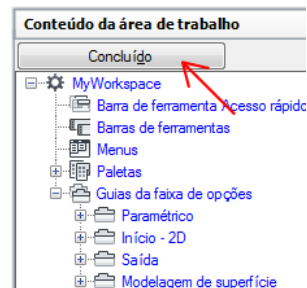 Conteúdo da área de trabalho
Concluído
MyWorkspace
Barra de ferramenta Acesso rápido
Barras de ferramentas
Menus
Paletas
Guias da faixa de opções
Paramétrico
Início - 2D
Saída
Modelagem de superfície